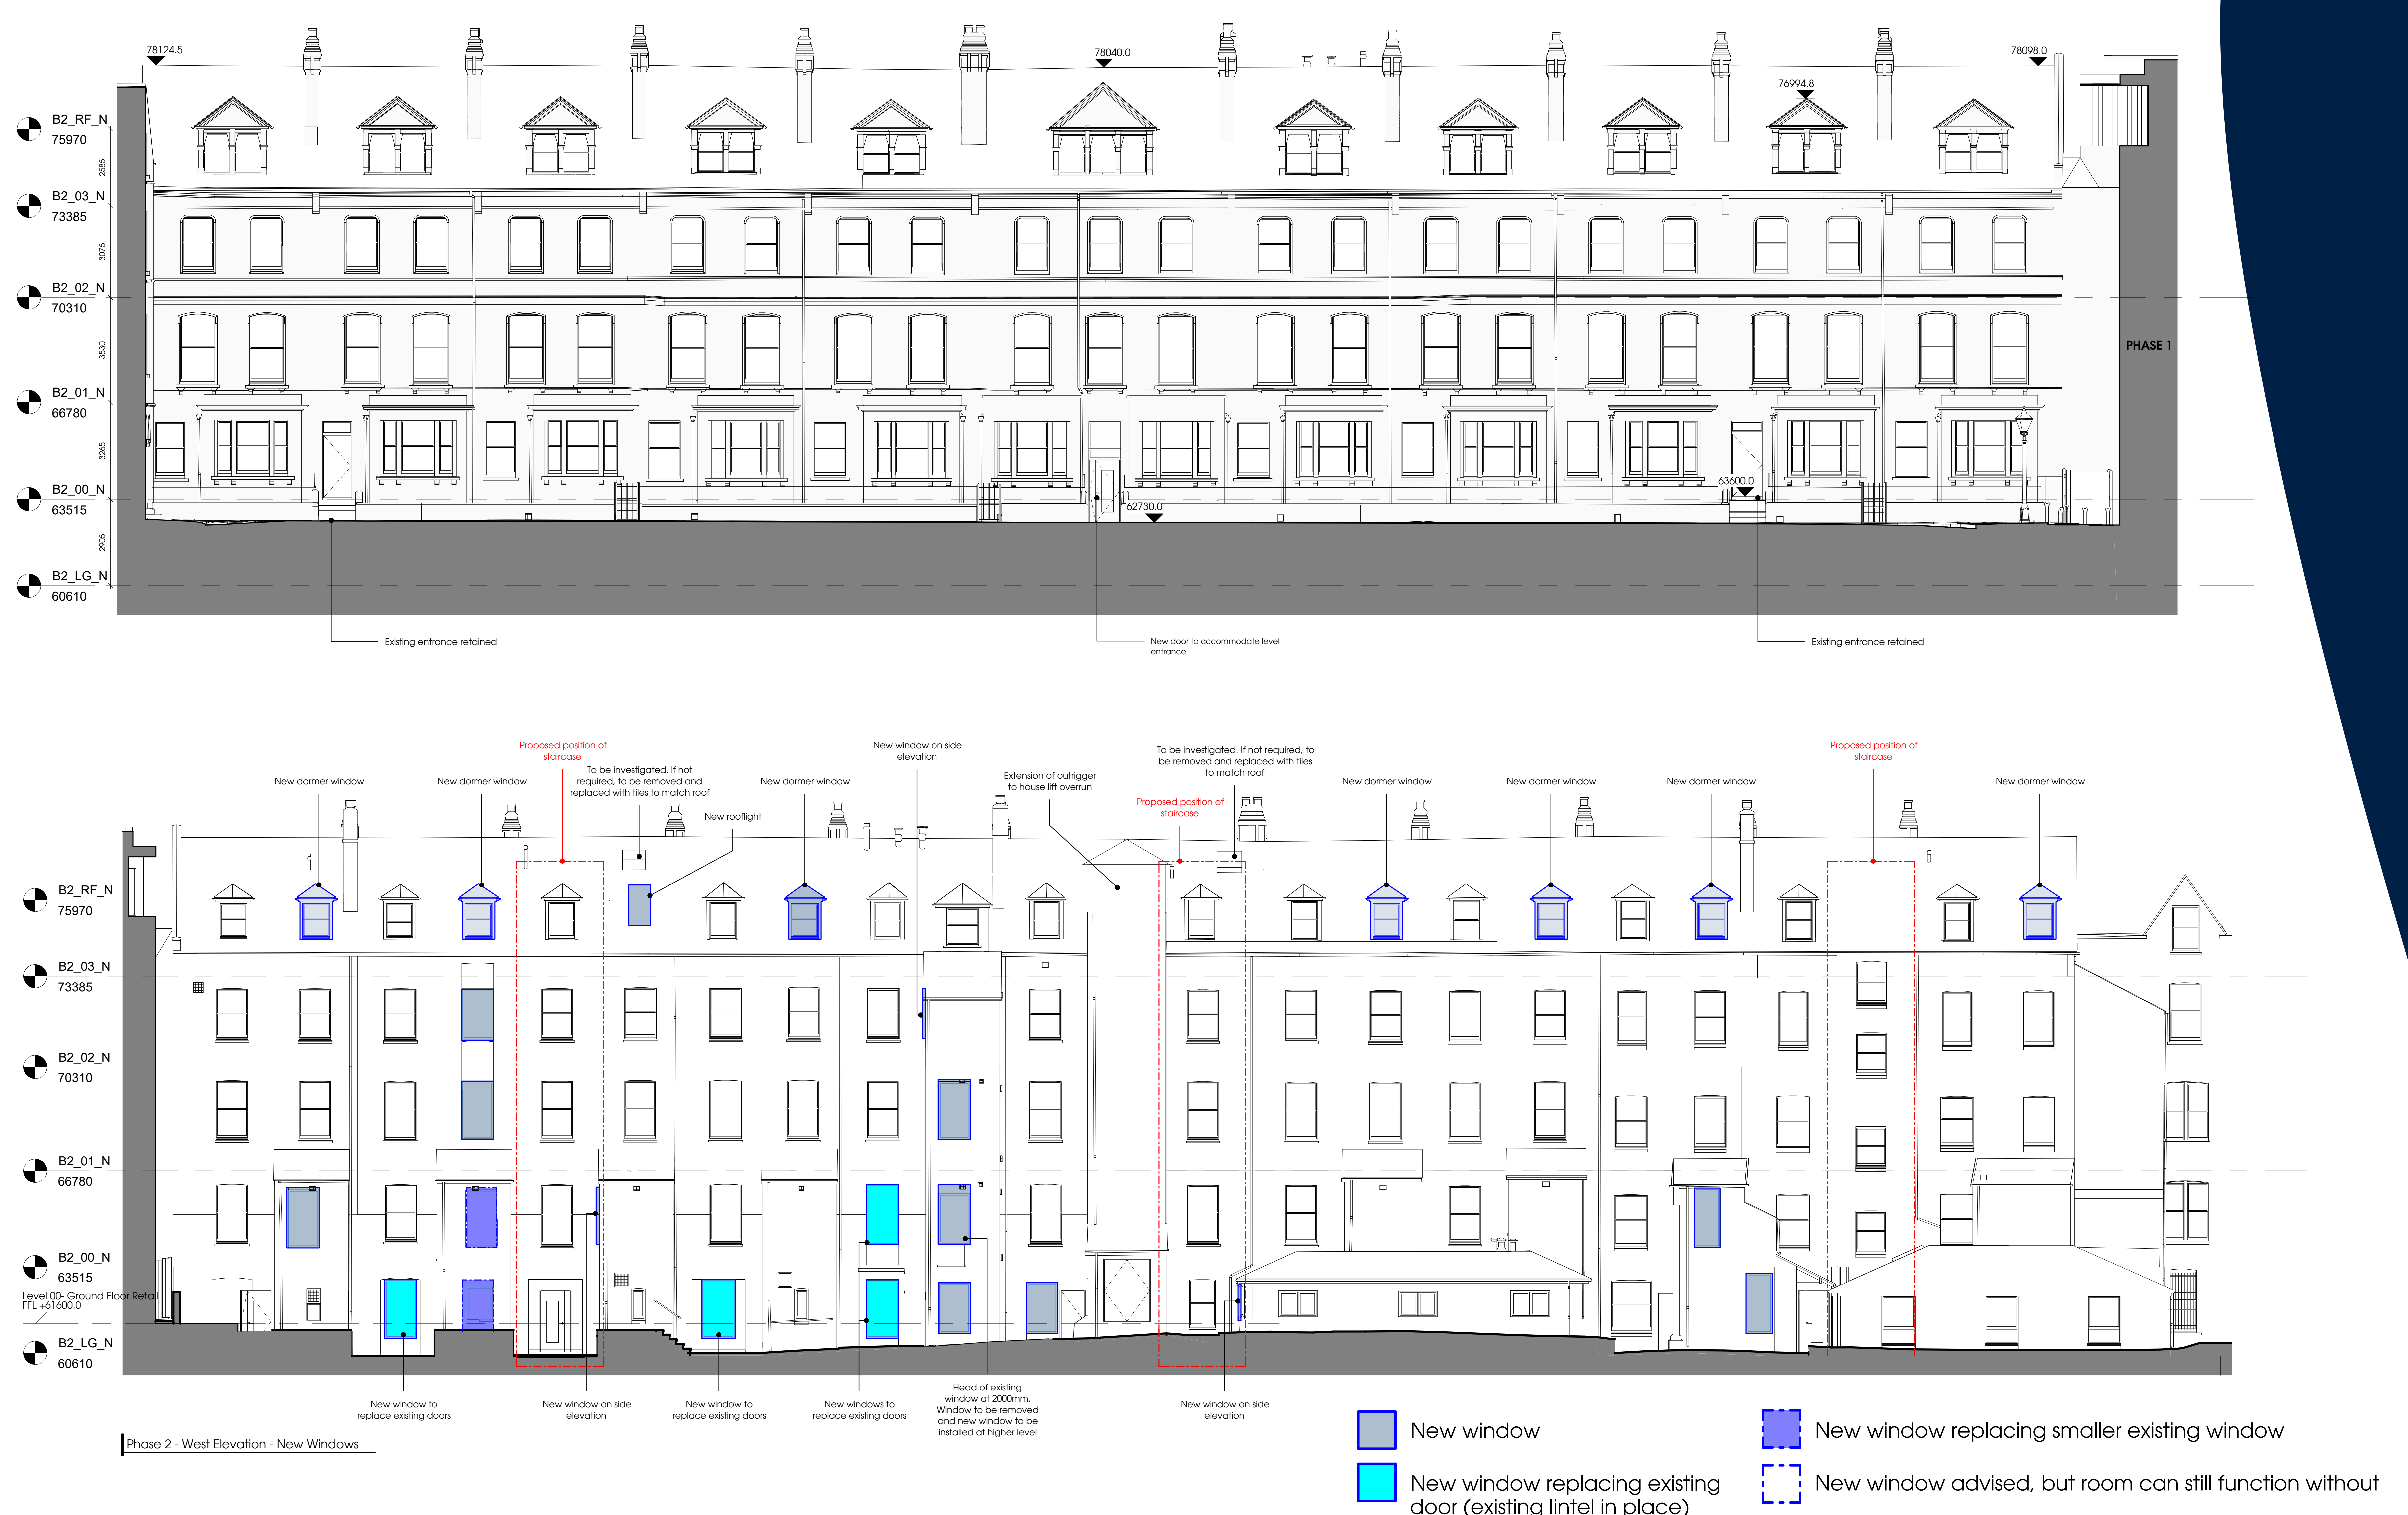 78124.5
78040.0
78098.0
76994.8
B2_RF_N
75970
2585
B2_03_N
73385
3075
B2_02_N
70310
3530
B2_01_N
66780
3265
B2_00_N
63515
2905
B2_LG_N
60610
PHASE 1
63600.0
62730.0
Existing entrance retained
New door to accommodate level
entrance
Existing entrance retained
Proposed position of
staircase
New window on side
elevation
To be investigated. If not required, to
be removed and replaced with tiles
to match roof
Proposed position of
staircase
New dormer window
New dormer window
To be investigated. If not
required, to be removed and
replaced with tiles to match roof
New dormer window
Extension of outrigger
to house lift overrun
New dormer window
New dormer window
New dormer window
New dormer window
Proposed position of
staircase
New rooflight
B2_RF_N
75970
B2_03_N
73385
B2_02_N
70310
B2_01_N
66780
B2_00_N
63515
Level 00- Ground Floor Retail
FFL +61600.0
B2_LG_N
60610
New window to
replace existing doors
New window on side
elevation
New window to
replace existing doors
New windows to
replace existing doors
Head of existing
window at 2000mm.
Window to be removed
and new window to be
installed at higher level
New window on side
elevation
Phase 2 - West Elevation - New Windows
New window
New window replacing smaller existing window
New window replacing existing
door (existing lintel in place)
New window advised, but room can still function without